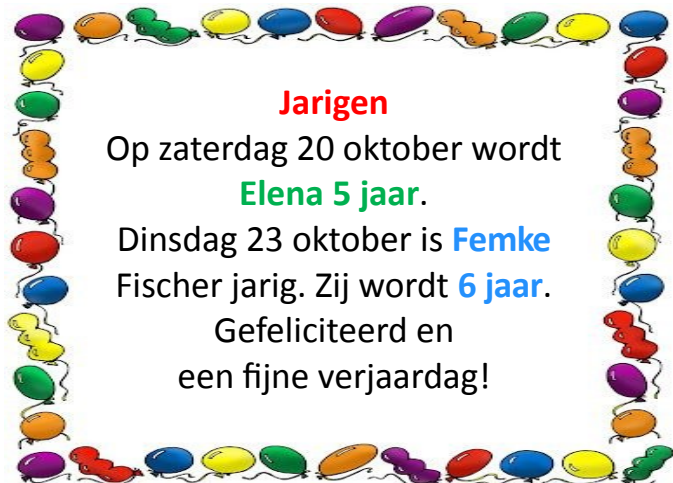 Jarigen
Op zaterdag 20 oktober wordt
Elena 5 jaar.
Dinsdag 23 oktober is Femke
Fischer jarig. Zij wordt 6 jaar.
Gefeliciteerd en
een fijne verjaardag!